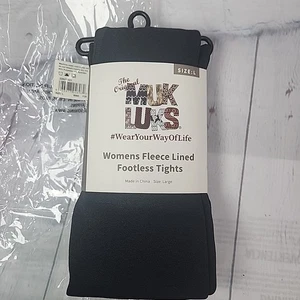 SIZE: L
The
Original
MUK
LUKS
#WearYourWayOfLife
Womens Fleece Lined
Footless Tights
Made in China   Size: Large